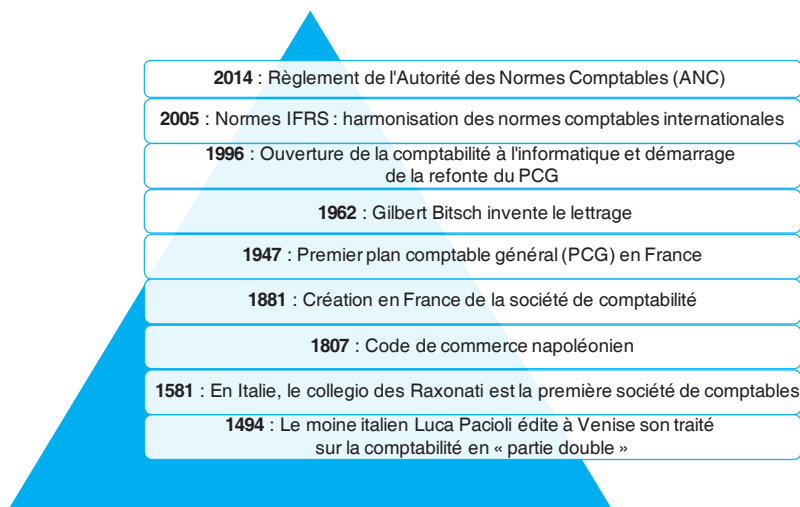 2014 : Règlement de l'Autorité des Normes Comptables (ANC)
2005 : Normes IFRS : harmonisation des normes comptables internationales
1996 : Ouverture de la comptabilité à l'informatique et démarrage
de la refonte du PCG
1962 : Gilbert Bitsch invente le lettrage
1947 : Premier plan comptable général (PCG) en France
1881 : Création en France de la société de comptabilité
1807 : Code de commerce napoléonien
1581 : En Italie, le collegio des Raxonati est la première société de comptables
1494 : Le moine italien Luca Pacioli édite à Venise son traité
sur la comptabilité en « partie double »